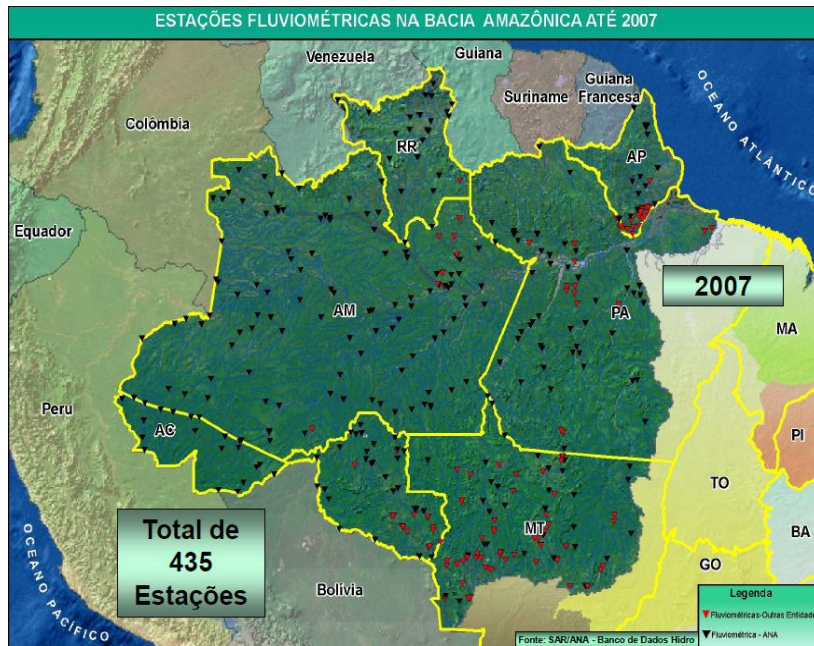 ESTAÇÕES FLUVIOMÉTRICAS NA BACIA AMAZÔNICA ATÉ 2007
Venezuela
Guiana
Suriname
Guiana
Francesa
OCEANO ATLÂNTICO
Colômbia
RR
AP
Equador
2007
AM
PA
MA
Peru
AC
PI
TO
MT
BA
Total de
435
Estações
GO
Bolívia
OCEANO PACÍFICO
Legenda
Fluviométricas-Outras Entidade
Fluviométrica - ANA
Fonte: SAR/ANA - Banco de Dados Hidro